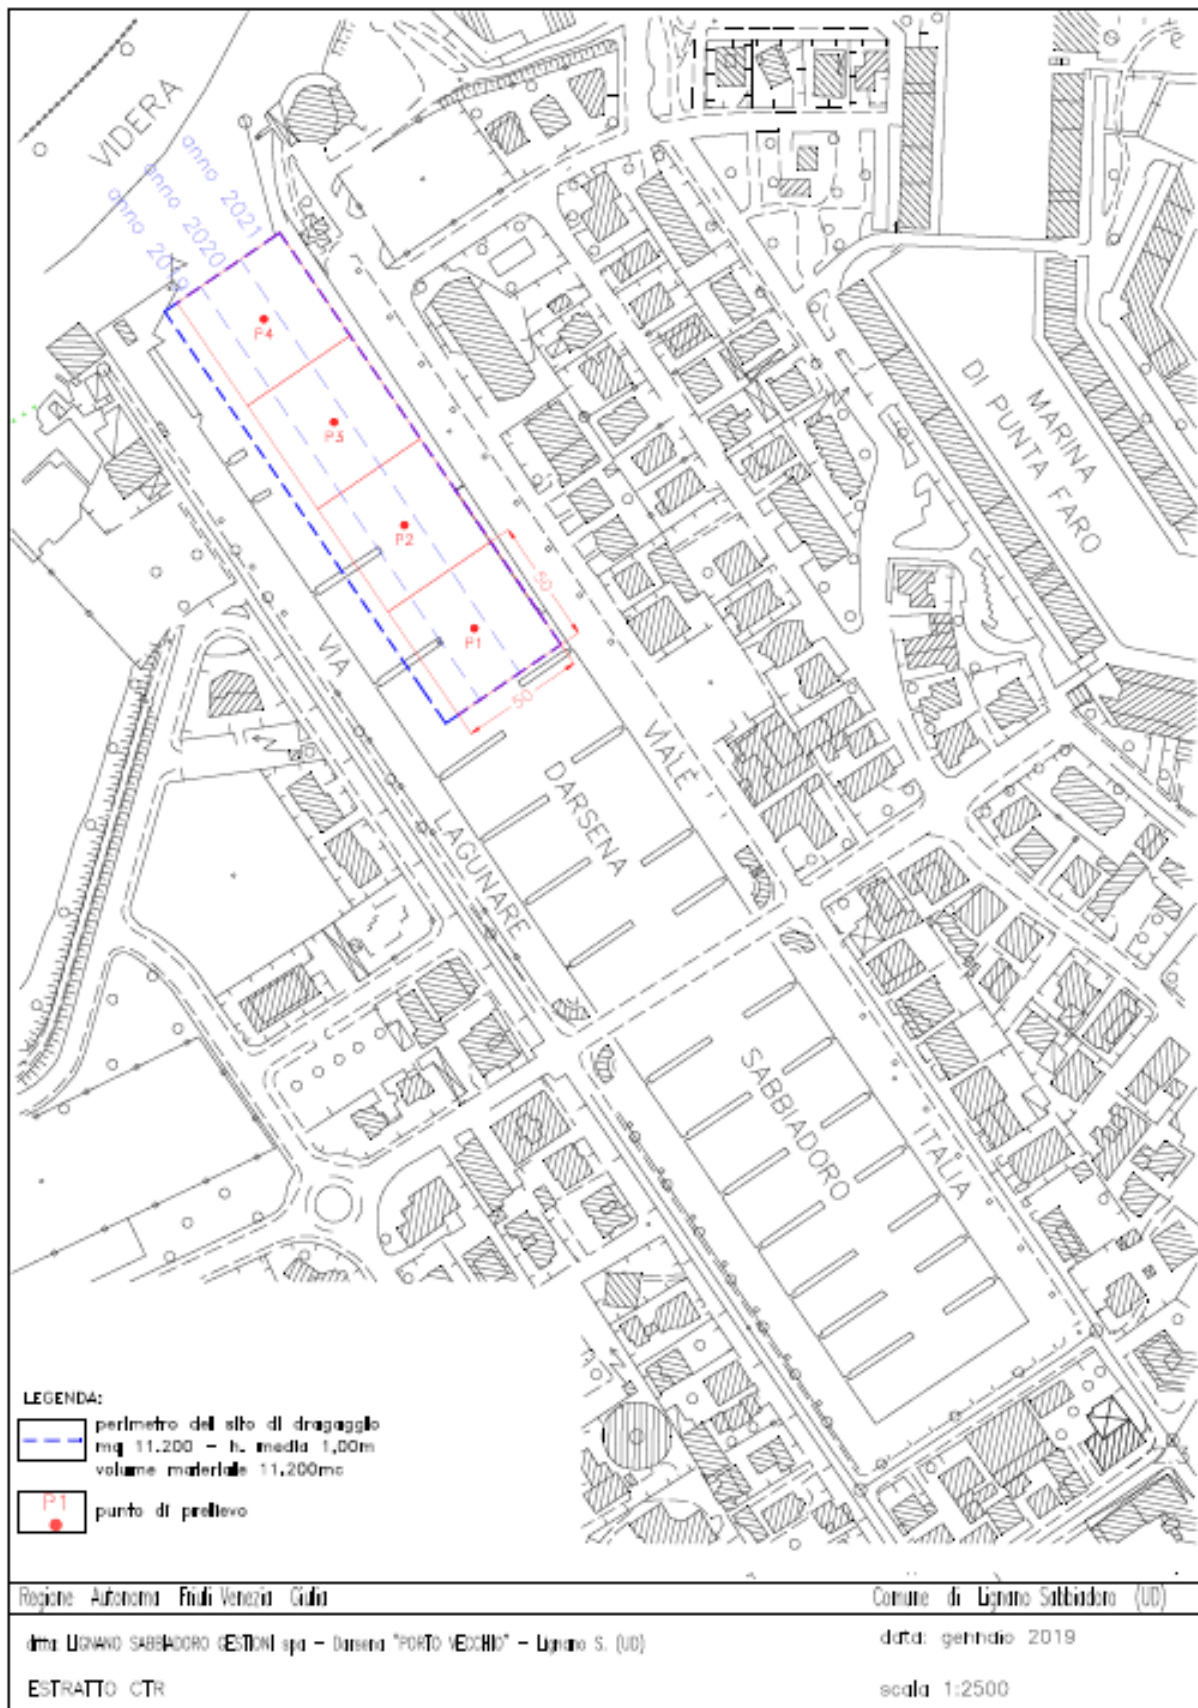 VIDERA
anno 2021
anno 2020
anno 2019
P4
P3
P2
P1
50
50
MARINA
DI PUNTA FARO
VIA
LAGUNARE
DARSENA
VIALE
SABBIADORO
ITALIA
LEGENDA:
perimetro del sito di dragaggio
mq 11.200 - h. media 1,00m
volume materiale 11.200mc
P1
punto di prelievo
Regione Autonoma Friuli Venezia Giulia
Comune di Lignano Sabbiadoro (UD)
ditta: LIGNANO SABBIADORO GESTIONI spa - Darsena "PORTO VECCHIO" - Lignano S. (UD)
data: gennaio 2019
ESTRATTO CTR
scala 1:2500